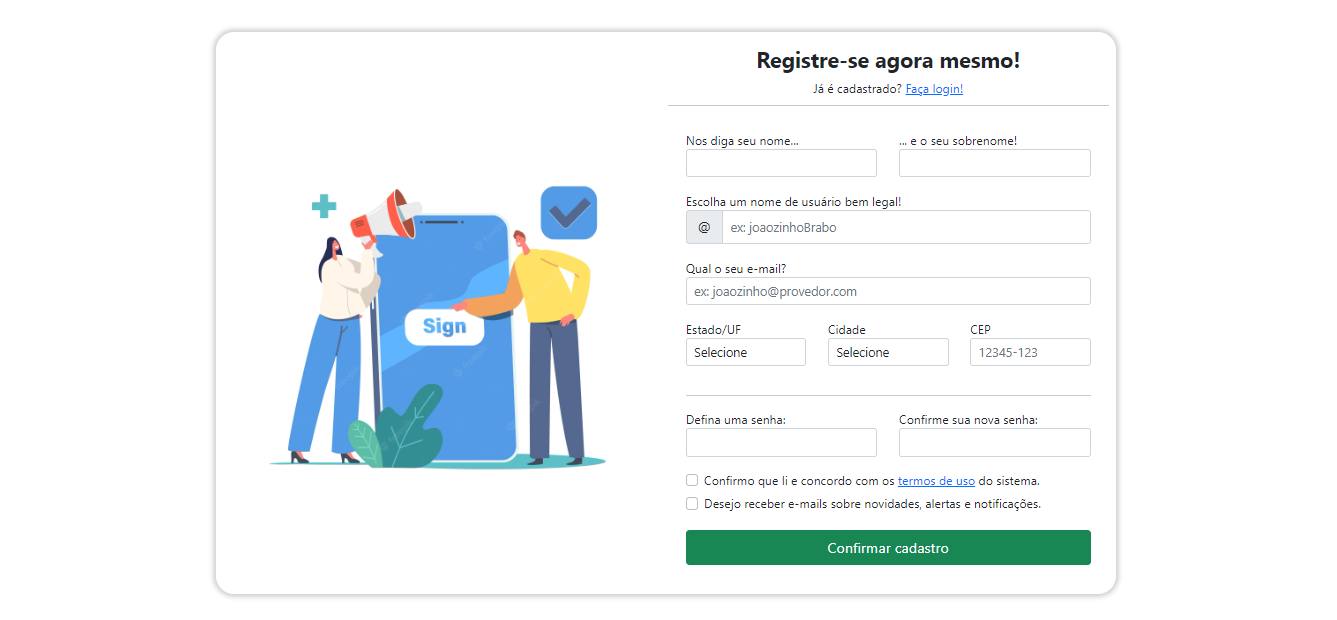 Registre-se agora mesmo!
Já é cadastrado? Faça login!
Nos diga seu nome... ... e o seu sobrenome!
Escolha um nome de usuário bem legal!
@ ex: joaozinhoBrabo
Qual o seu e-mail?
ex: joaozinho@provedor.com
Estado/UF Cidade CEP
Selecione Selecione 12345-123
Defina uma senha: Confirme sua nova senha:
Confirmo que li e concordo com os termos de uso do sistema.
Desejo receber e-mails sobre novidades, alertas e notificações.
Confirmar cadastro
Sign